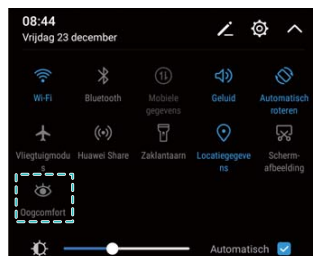 08:44
Vrijdag 23 december
Wi-Fi
Bluetooth
Mobiele
gegevens
Geluid
Automatisch
roteren
Vliegtuigmodu
s
Huawei Share
Zaklantaarn
Locatiegegeve
ns
Scherm-
afbeelding
Oogcomfort
Automatisch